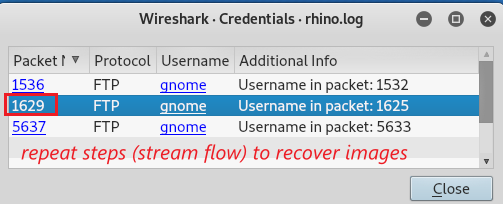 Wireshark · Credentials · rhino.log
Packet N Protocol Username Additional Info
1536 FTP gnome Username in packet: 1532
1629 FTP gnome Username in packet: 1625
5637 FTP gnome Username in packet: 5633
repeat steps (stream flow) to recover images
Close